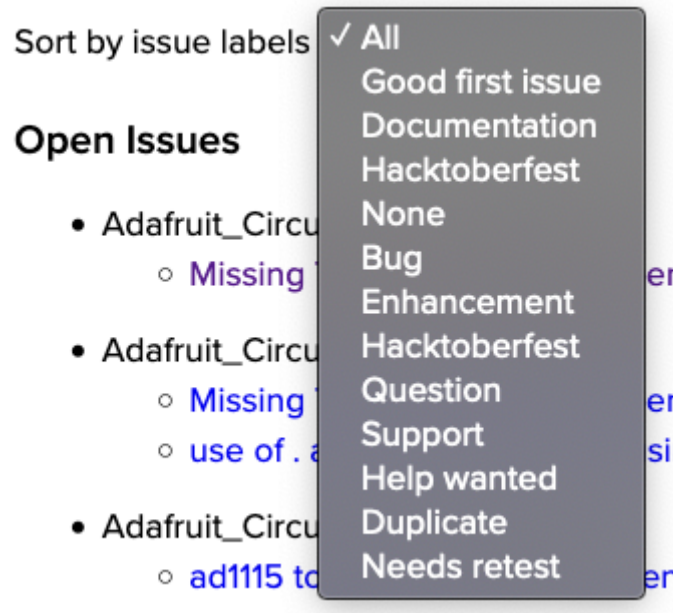 Sort by issue labels ✓ All
Good first issue
Documentation
Hacktoberfest
None
Bug
Enhancement
Hacktoberfest
Question
Support
Help wanted
Duplicate
Needs retest
Open Issues
Adafruit_Circu
Missing
Adafruit_Circu
Missing
use of .
Adafruit_Circu
ad1115